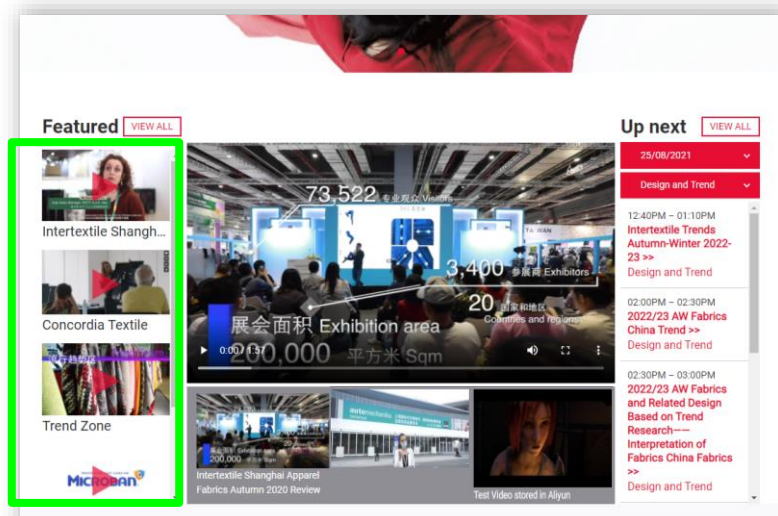 Featured
VIEW ALL
Intertextile Shangh...
Concordia Textile
Trend Zone
MICROBAN
73,522 专业观众 Visitors
3,400 参展商 Exhibitors
20 国家和地区
Countries and regions
展会面积 Exhibition area
200,000 平方米 Sqm
0:00 / 1:57
Intertextile Shanghai Apparel
Fabrics Autumn 2020 Review
Test Video stored in Aliyun
Up next
VIEW ALL
25/08/2021
Design and Trend
12:40PM – 01:10PM
Intertextile Trends
Autumn-Winter 2022-
23 >>
Design and Trend
02:00PM – 02:30PM
2022/23 AW Fabrics
China Trend >>
Design and Trend
02:30PM – 03:00PM
2022/23 AW Fabrics
and Related Design
Based on Trend
Research——
Interpretation of
Fabrics China Fabrics
>>
Design and Trend